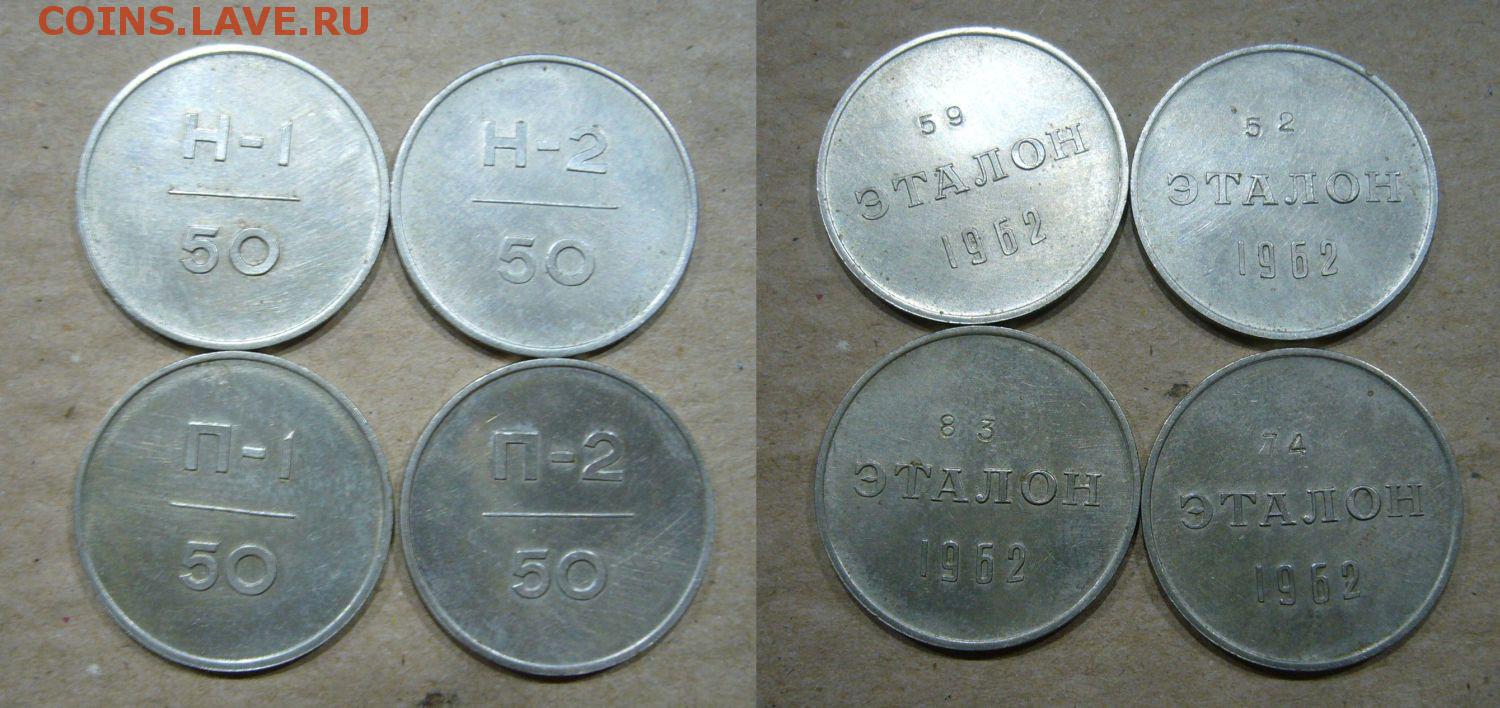 COINS.LAVE.RU
Н-1
50
Н-2
50
П-1
50
П-2
50
59
ЭТАЛОН
1962
52
ЭТАЛОН
1962
83
ЭТАЛОН
1962
74
ЭТАЛОН
1962